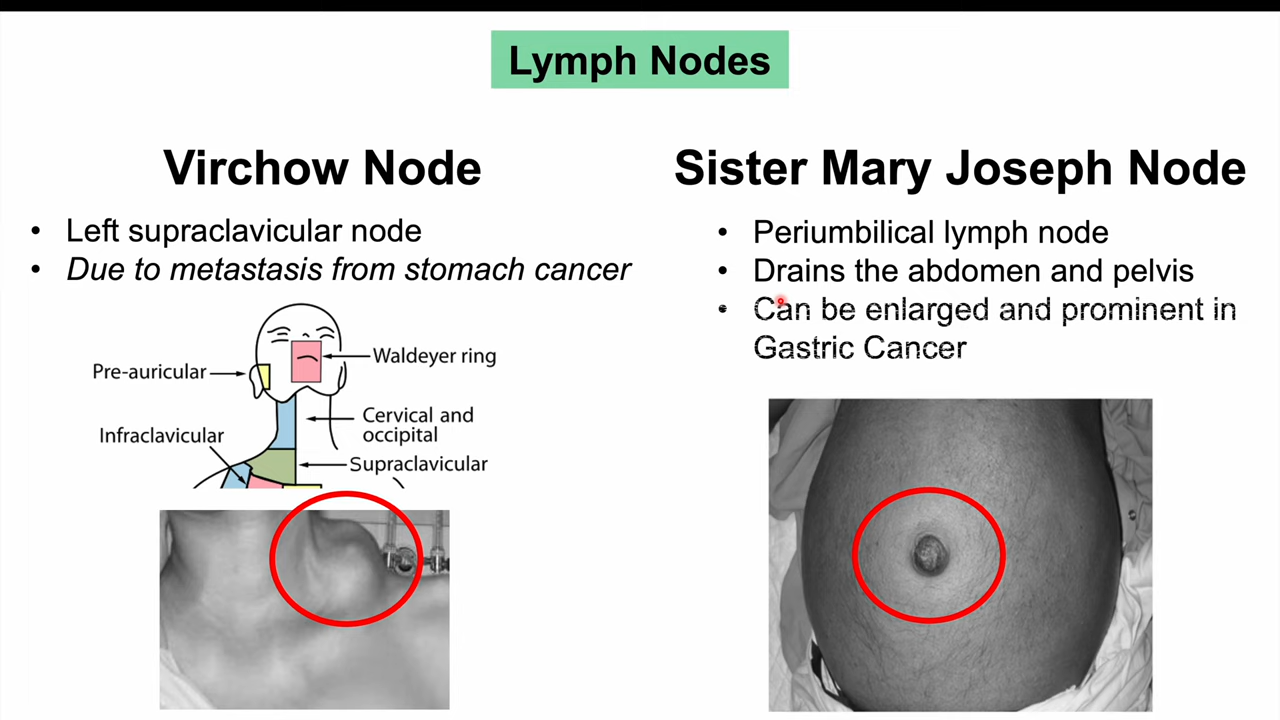 Lymph Nodes
Virchow Node
• Left supraclavicular node
• Due to metastasis from stomach cancer
Waldeyer ring
Pre-auricular
Cervical and
occipital
Infraclavicular
Supraclavicular
Sister Mary Joseph Node
• Periumbilical lymph node
• Drains the abdomen and pelvis
• Can be enlarged and prominent in
Gastric Cancer